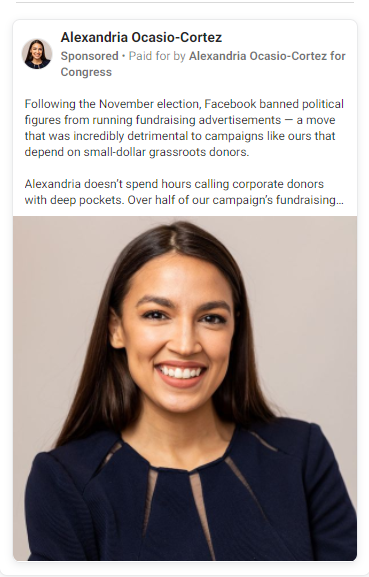 Alexandria Ocasio-Cortez
Sponsored • Paid for by Alexandria Ocasio-Cortez for
Congress
Following the November election, Facebook banned political
figures from running fundraising advertisements — a move
that was incredibly detrimental to campaigns like ours that
depend on small-dollar grassroots donors.
Alexandria doesn’t spend hours calling corporate donors
with deep pockets. Over half of our campaign’s fundraising...